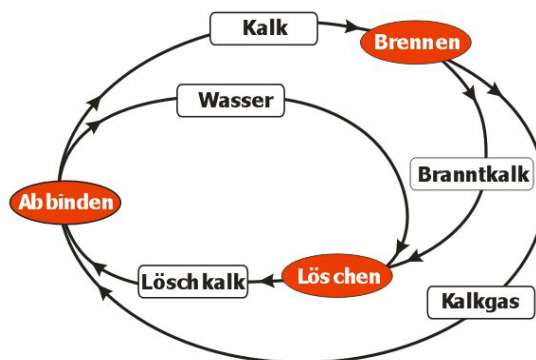 Kalk
Brennen
Wasser
Branntkalk
Abbinden
Löschen
Löschkalk
Kalkgas